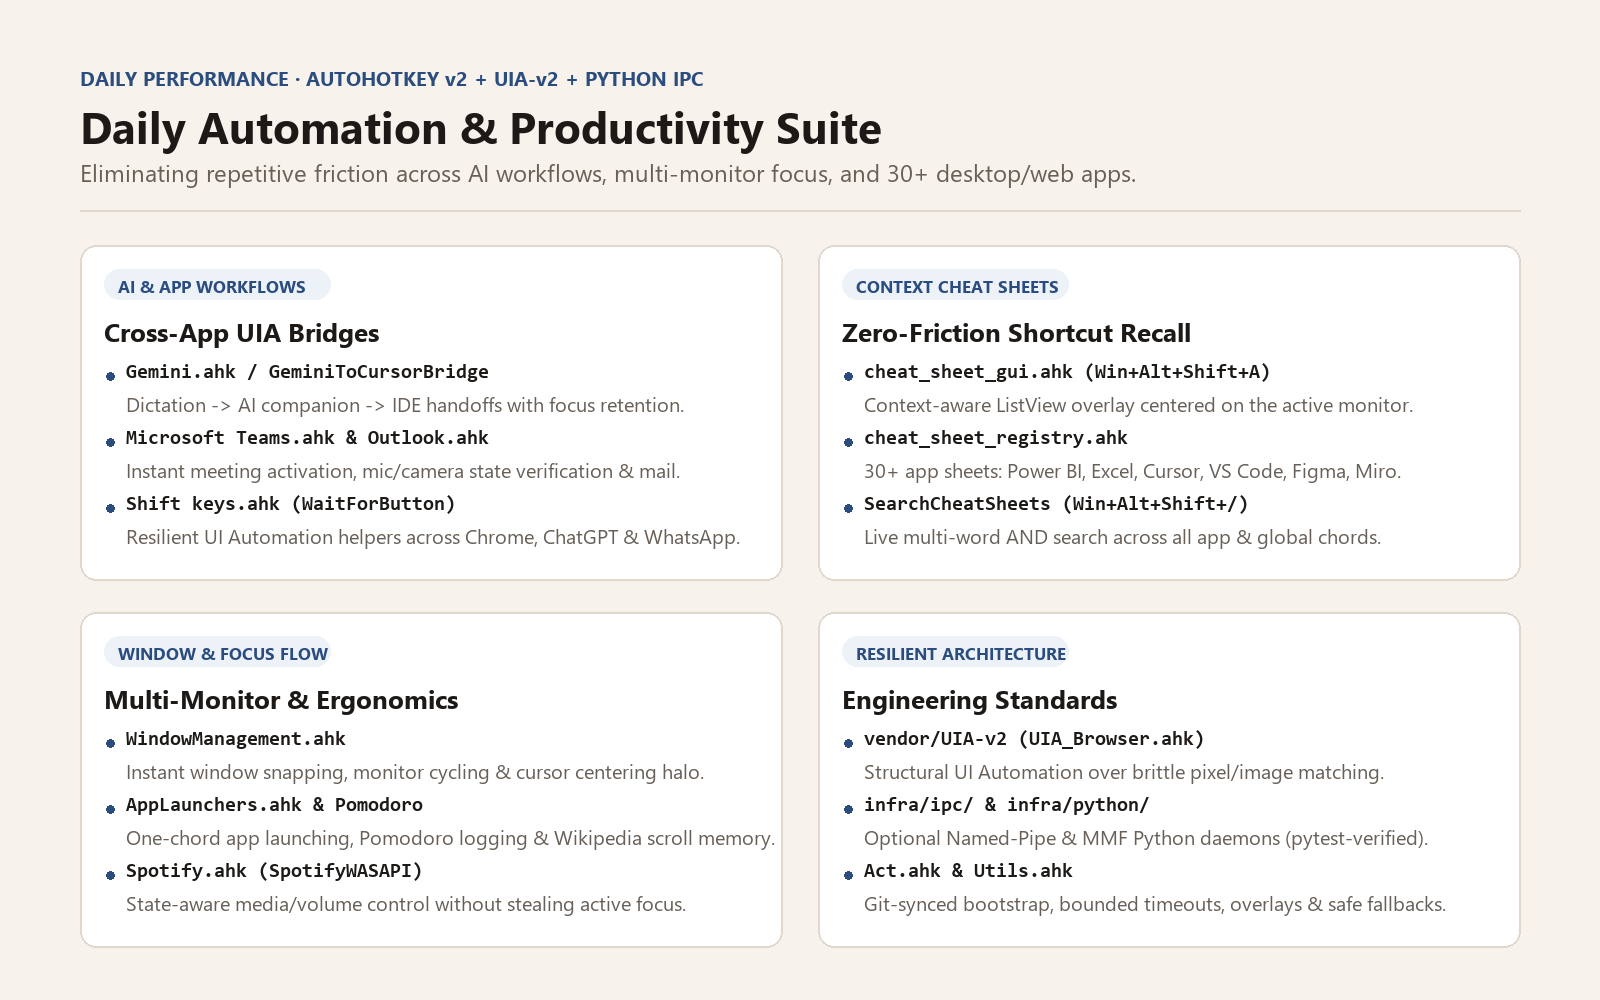 DAILY PERFORMANCE · AUTOHOTKEY v2 + UIA-v2 + PYTHON IPC
Daily Automation & Productivity Suite
Eliminating repetitive friction across AI workflows, multi-monitor focus, and 30+ desktop/web apps.
AI & APP WORKFLOWS
Cross-App UIA Bridges
Gemini.ahk / GeminiToCursorBridge
Dictation -> AI companion -> IDE handoffs with focus retention.
Microsoft Teams.ahk & Outlook.ahk
Instant meeting activation, mic/camera state verification & mail.
Shift keys.ahk (WaitForButton)
Resilient UI Automation helpers across Chrome, ChatGPT & WhatsApp.
CONTEXT CHEAT SHEETS
Zero-Friction Shortcut Recall
cheat_sheet_gui.ahk (Win+Alt+Shift+A)
Context-aware ListView overlay centered on the active monitor.
cheat_sheet_registry.ahk
30+ app sheets: Power BI, Excel, Cursor, VS Code, Figma, Miro.
SearchCheatSheets (Win+Alt+Shift+/)
Live multi-word AND search across all app & global chords.
WINDOW & FOCUS FLOW
Multi-Monitor & Ergonomics
WindowManagement.ahk
Instant window snapping, monitor cycling & cursor centering halo.
AppLaunchers.ahk & Pomodoro
One-chord app launching, Pomodoro logging & Wikipedia scroll memory.
Spotify.ahk (SpotifyWASAPI)
State-aware media/volume control without stealing active focus.
RESILIENT ARCHITECTURE
Engineering Standards
vendor/UIA-v2 (UIA_Browser.ahk)
Structural UI Automation over brittle pixel/image matching.
infra/ipc/ & infra/python/
Optional Named-Pipe & MMF Python daemons (pytest-verified).
Act.ahk & Utils.ahk
Git-synced bootstrap, bounded timeouts, overlays & safe fallbacks.